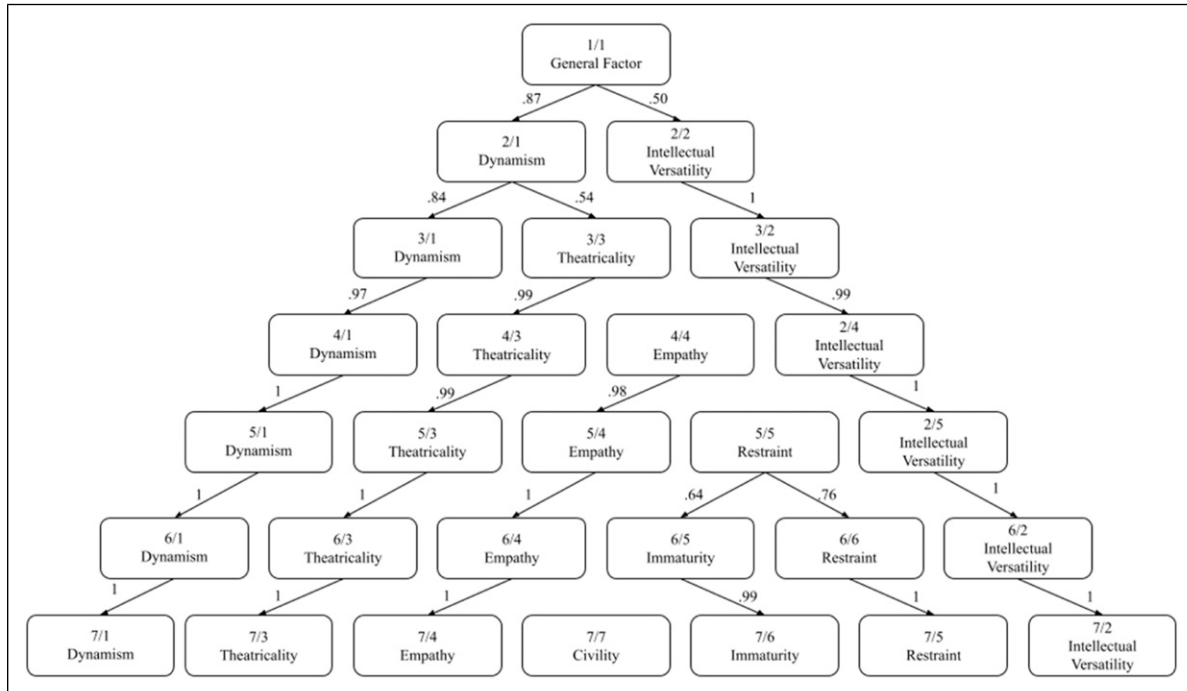 1/1
General Factor
.87
.50
2/1
Dynamism
2/2
Intellectual
Versatility
.84
.54
1
3/1
Dynamism
3/3
Theatricality
3/2
Intellectual
Versatility
.97
.99
.99
4/1
Dynamism
4/3
Theatricality
4/4
Empathy
2/4
Intellectual
Versatility
1
.99
.98
1
5/1
Dynamism
5/3
Theatricality
5/4
Empathy
5/5
Restraint
2/5
Intellectual
Versatility
1
1
1
.64
.76
1
6/1
Dynamism
6/3
Theatricality
6/4
Empathy
6/5
Immaturity
6/6
Restraint
6/2
Intellectual
Versatility
1
1
1
.99
1
1
7/1
Dynamism
7/3
Theatricality
7/4
Empathy
7/7
Civility
7/6
Immaturity
7/5
Restraint
7/2
Intellectual
Versatility